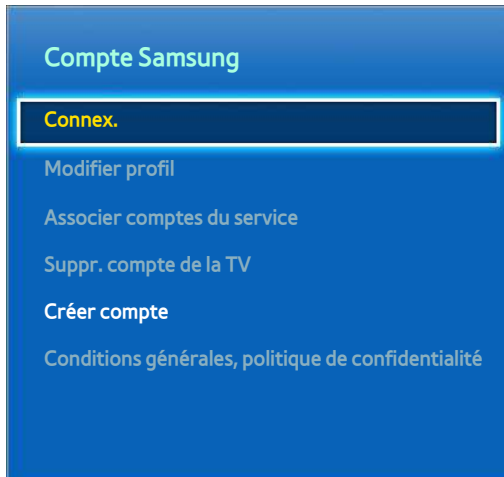 Compte Samsung
Connex.
Modifier profil
Associer comptes du service
Suppr. compte de la TV
Créer compte
Conditions générales, politique de confidentialité